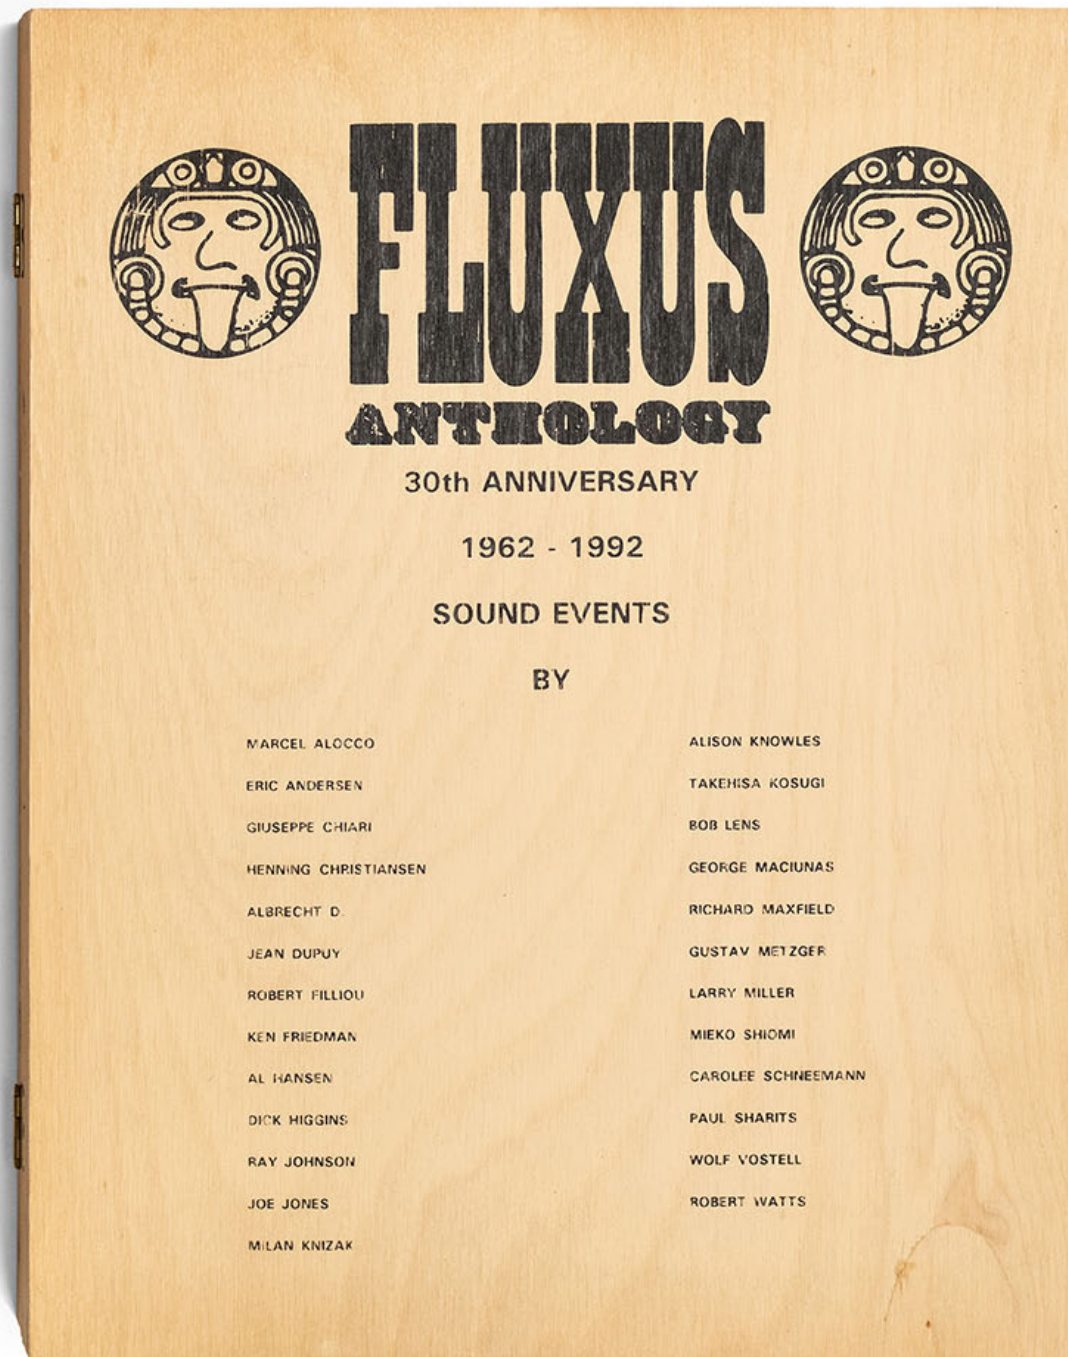 FLUXUS
ANTHOLOGY
30th ANNIVERSARY
1962 - 1992
SOUND EVENTS
BY
MARCEL ALOCCO
ERIC ANDERSEN
GIUSEPPE CHIARI
HENNING CHRISTIANSEN
ALBRECHT D.
JEAN DUPUY
ROBERT FILLIOU
KEN FRIEDMAN
AL HANSEN
DICK HIGGINS
RAY JOHNSON
JOE JONES
MILAN KNIZAK
ALISON KNOWLES
TAKEHISA KOSUGI
BOB LENS
GEORGE MACIUNAS
RICHARD MAXFIELD
GUSTAV METZGER
LARRY MILLER
MIEKO SHIOMI
CAROLEE SCHNEEMANN
PAUL SHARITS
WOLF VOSTELL
ROBERT WATTS